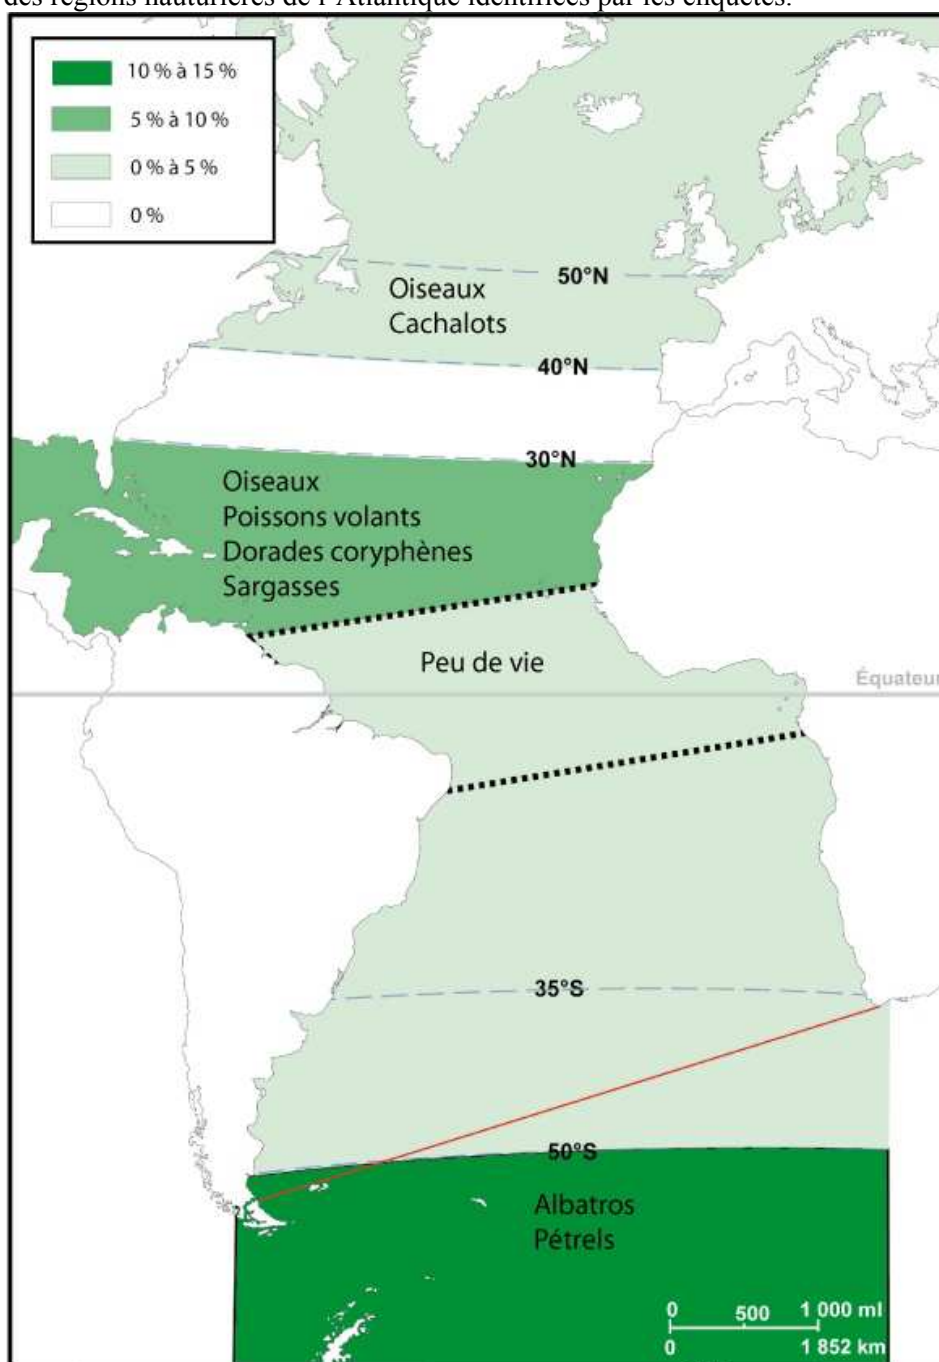 des régions hauturières de l'Atlantique identifiées par les enquêtes.
10 % à 15 %
5 % à 10 %
0 % à 5 %
0 %
50°N
Oiseaux
Cachalots
40°N
30°N
Oiseaux
Poissons volants
Dorades coryphènes
Sargasses
Peu de vie
Équateur
35°S
50°S
Albatros
Pétrels
0 500 1 000 ml
0 1 852 km